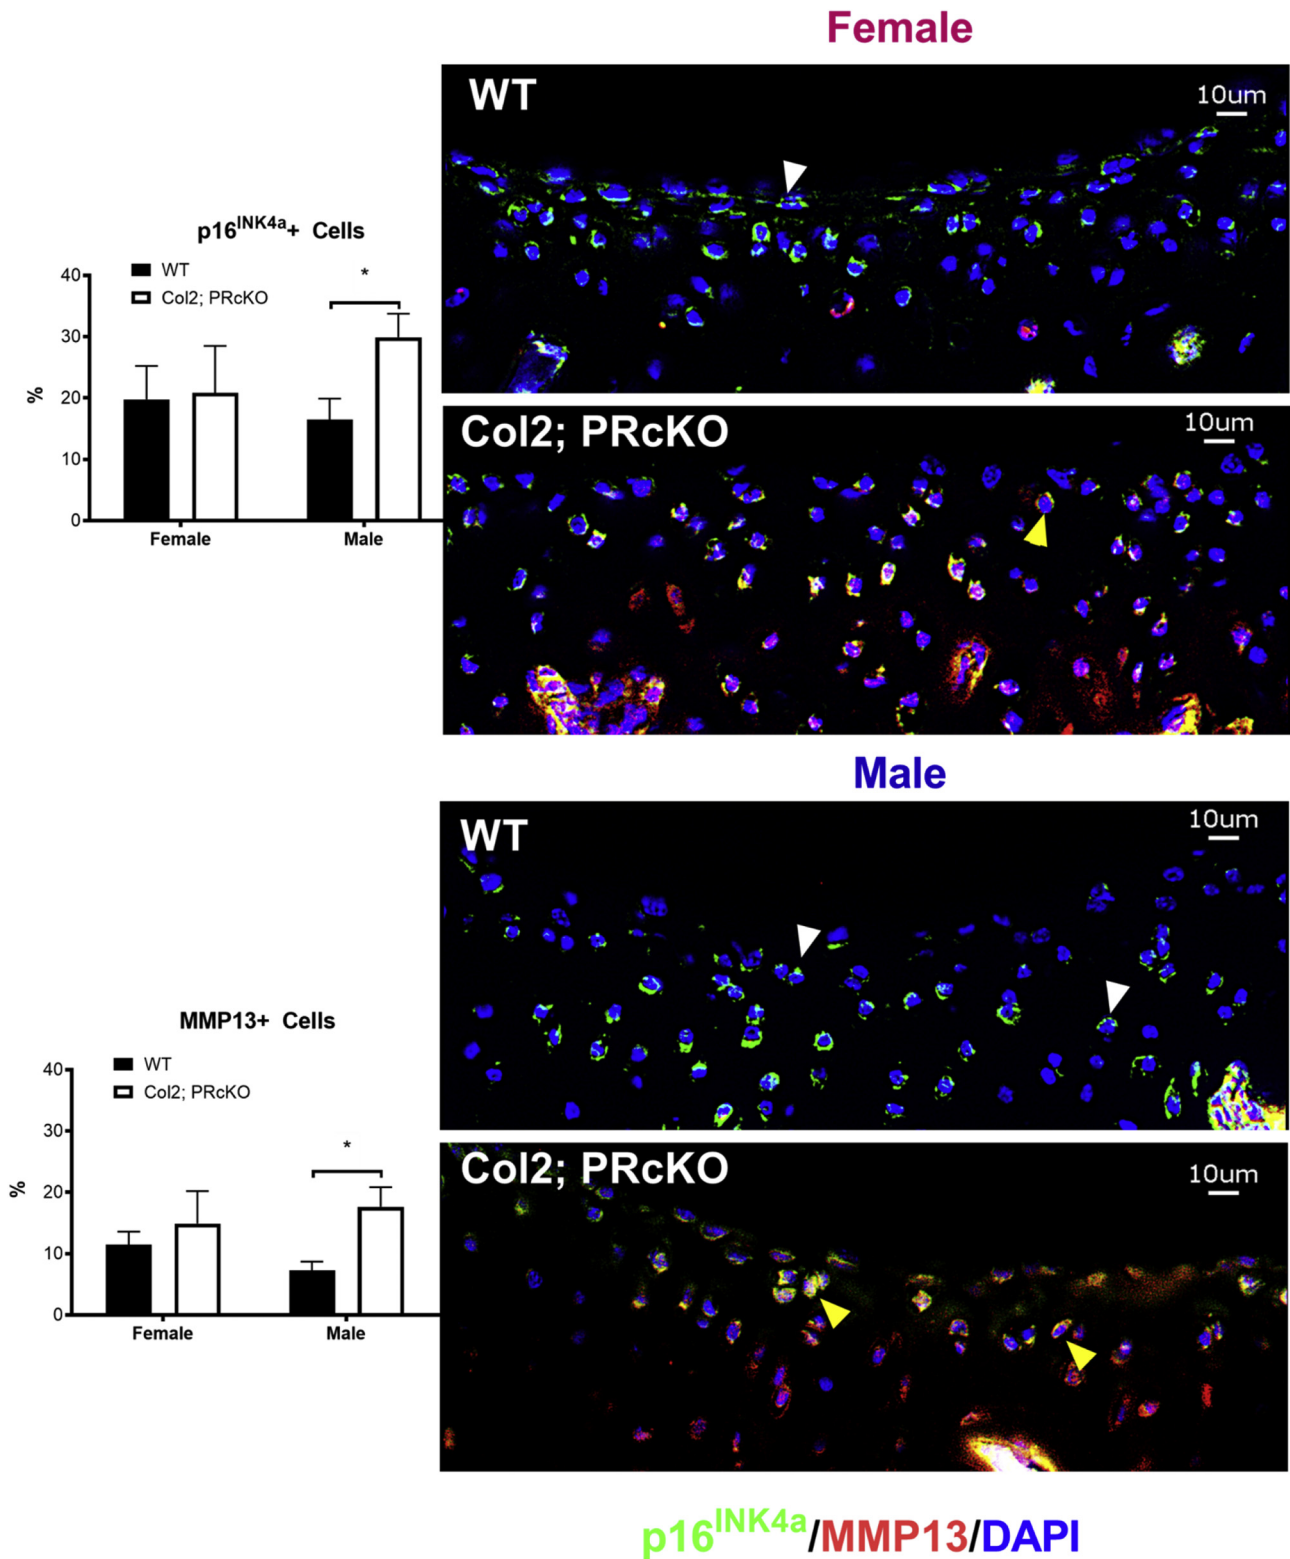 Female
WT
10um
p16INK4a+ Cells
WT
Col2; PRcKO
*
40
30
20
10
0
%
Female
Male
Col2; PRcKO
10um
Male
WT
10um
MMP13+ Cells
WT
Col2; PRcKO
*
40
30
20
10
0
%
Female
Male
Col2; PRcKO
10um
p16INK4a/MMP13/DAPI